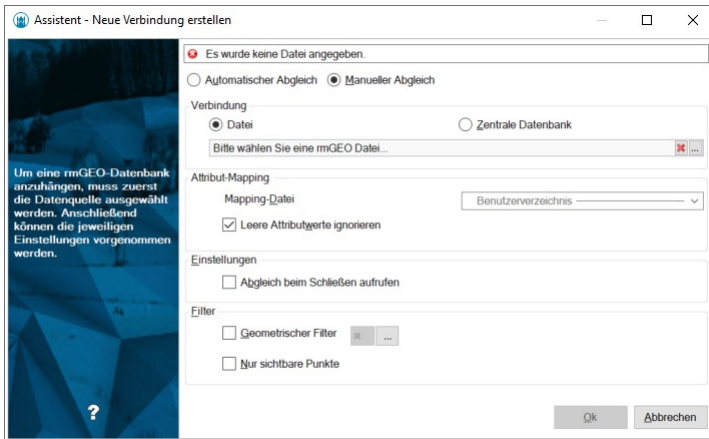 Assistent - Neue Verbindung erstellen
Es wurde keine Datei angegeben.
Automatischer Abgleich Manueller Abgleich
Verbindung
Datei Zentrale Datenbank
Bitte wählen Sie eine rmGEO Datei... ...
Attribut-Mapping
Mapping-Datei Benutzerverzeichnis
Leere Attributwerte ignorieren
Einstellungen
Abgleich beim Schließen aufrufen
Filter
Geometrischer Filter ...
Nur sichtbare Punkte
Um eine rmGEO-Datenbank
anzuhängen, muss zuerst
die Datenquelle ausgewählt
werden. Anschließend
können die jeweiligen
Einstellungen vorgenommen
werden.
?
Ok Abbrechen